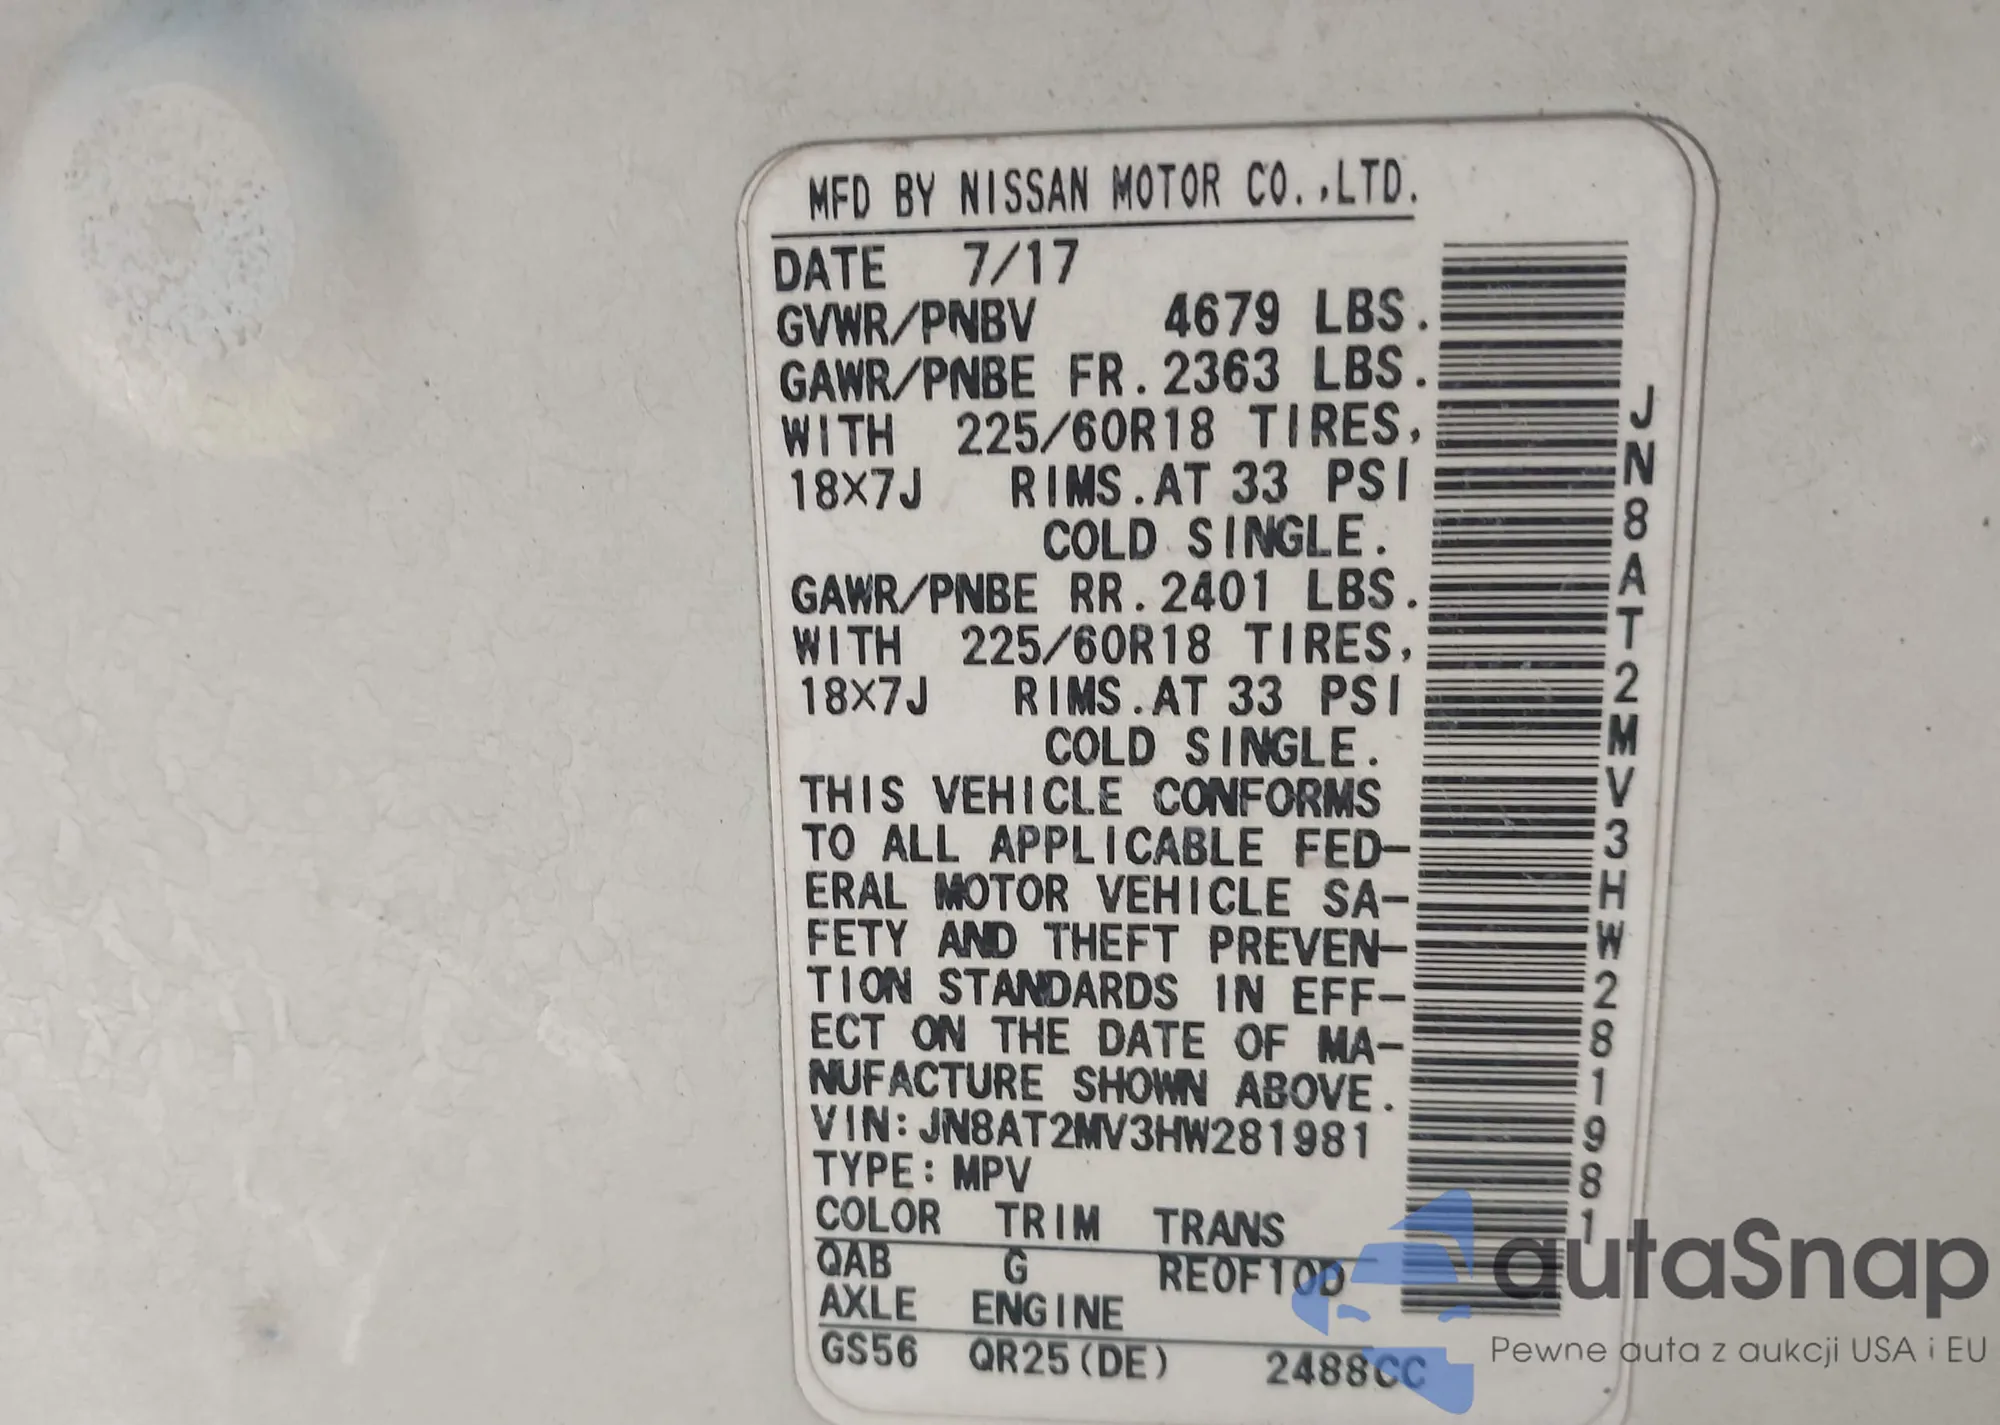 MFD BY NISSAN MOTOR CO.,LTD.
DATE 7/17
GVWR/PNBV 4679 LBS.
GAWR/PNBE FR.2363 LBS.
WITH 225/60R18 TIRES,
18X7J RIMS.AT 33 PSI
COLD SINGLE.
GAWR/PNBE RR.2401 LBS.
WITH 225/60R18 TIRES,
18X7J RIMS.AT 33 PSI
COLD SINGLE.
THIS VEHICLE CONFORMS
TO ALL APPLICABLE FED-
ERAL MOTOR VEHICLE SA-
FETY AND THEFT PREVEN-
TION STANDARDS IN EFF-
ECT ON THE DATE OF MA-
NUFACTURE SHOWN ABOVE.
VIN:JN8AT2MV3HW281981
TYPE:MPV
COLOR TRIM TRANS
QAB G RE0F10D
AXLE ENGINE
GS56 QR25(DE) 2488CC
JN8AT2MV3HW281981
autaSnap
Pewne auta z aukcji USA i EU